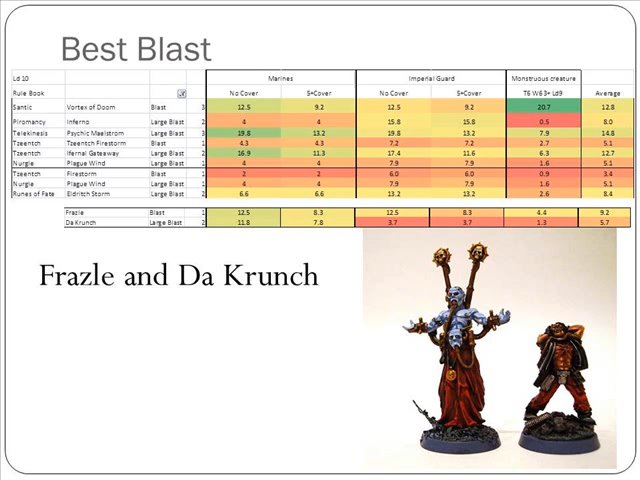 Best Blast
Ld 10 Marines Imperial Guard Monstruous creature
Rule Book No Cover 5+Cover No Cover 5+Cover T6 W6 3+ Ld9 Average
Santic Vortex of Doom Blast 3 12.5 9.2 12.5 9.2 20.7 12.8
Piromancy Inferno Large Blast 2 4 4 15.8 15.8 0.5 8.0
Telekinesis Psychic Maelstrom Large Blast 3 19.8 13.2 19.8 13.2 7.9 14.8
Tzeentch Tzeentch Firestorm Blast 1 4.3 4.3 7.2 7.2 2.7 5.1
Tzeentch Ifernal Gateaway Large Blast 2 16.9 11.3 17.4 11.6 6.3 12.7
Nurgle Plague Wind Large Blast 1 4 4 7.9 7.9 1.6 5.1
Tzeentch Firestorm Blast 1 2 2 6.0 6.0 0.9 3.4
Nurgle Plague Wind Large Blast 1 4 4 7.9 7.9 1.6 5.1
Runes of Fate Eldritch Storm Large Blast 2 6.6 6.6 13.2 13.2 2.6 8.4
Frazle Blast 1 12.5 8.3 12.5 8.3 4.4 9.2
Da Krunch Large Blast 2 11.8 7.8 3.7 3.7 1.3 5.7
Frazle and Da Krunch